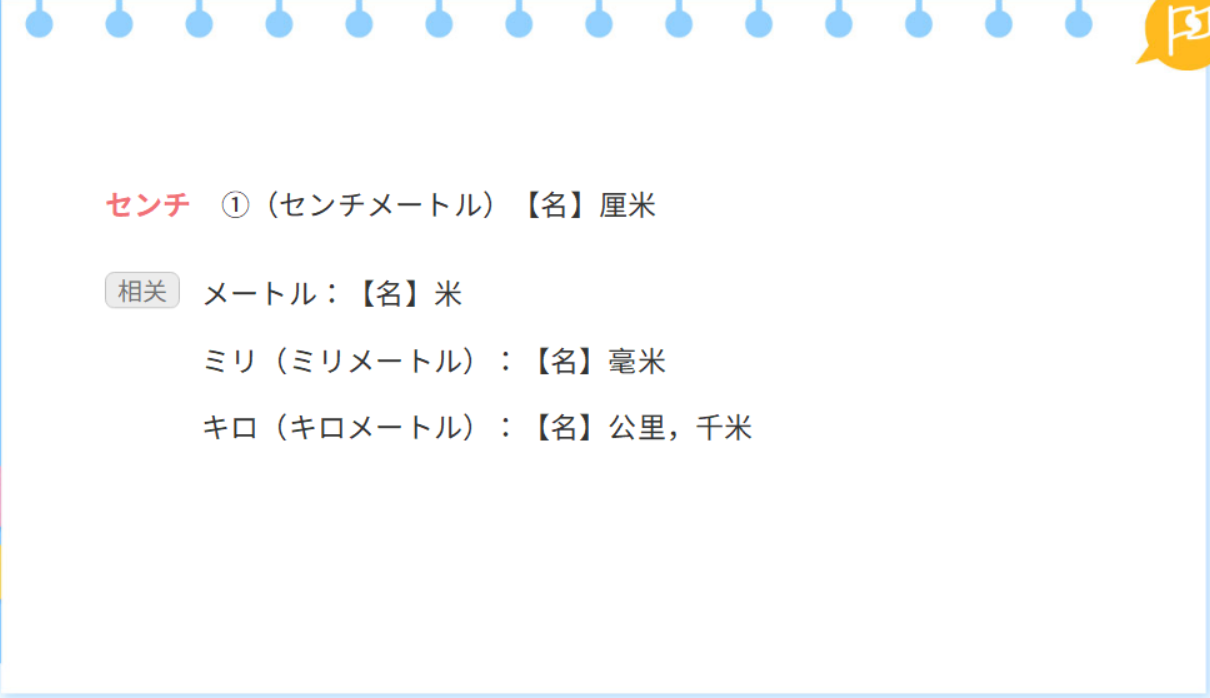 センチ ①（センチメートル）【名】厘米
相关 メートル：【名】米
ミリ（ミリメートル）：【名】毫米
キロ（キロメートル）：【名】公里，千米